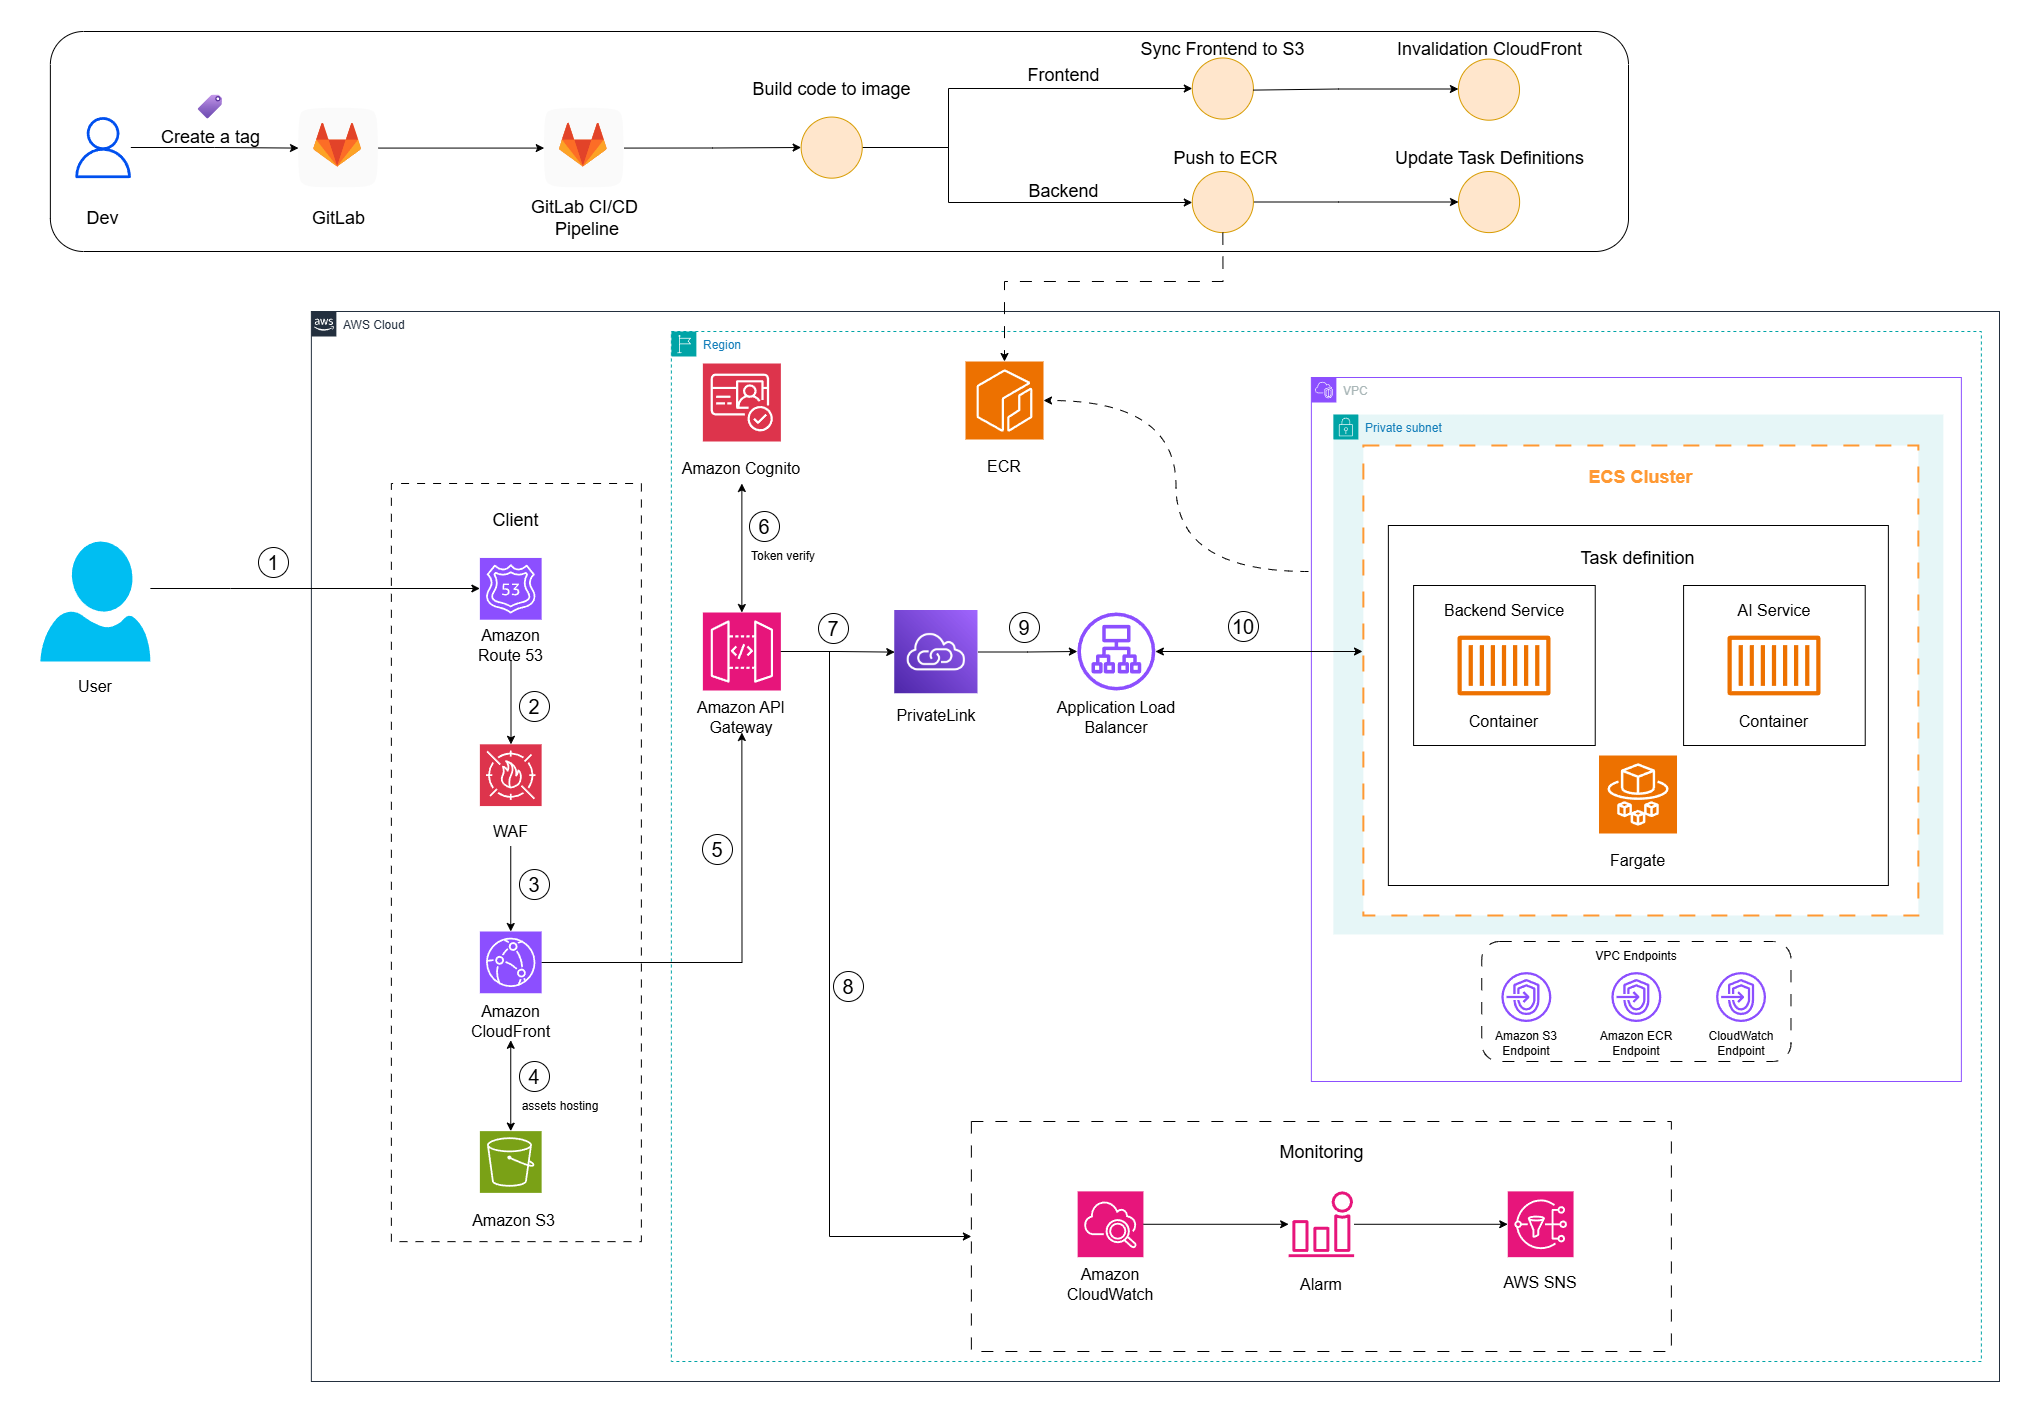 Sync Frontend to S3
Invalidation CloudFront
Frontend
Build code to image
Create a tag
Push to ECR
Update Task Definitions
Backend
Dev
GitLab
GitLab CI/CD
Pipeline
aws
AWS Cloud
Region
VPC
Private subnet
Amazon Cognito
ECR
ECS Cluster
Client
6
Token verify
Task definition
1
53
Amazon
Route 53
User
Backend Service
AI Service
7
9
10
Amazon API
Gateway
PrivateLink
Application Load
Balancer
Container
Container
2
WAF
5
Fargate
3
Amazon
CloudFront
8
VPC Endpoints
Amazon S3
Endpoint
Amazon ECR
Endpoint
CloudWatch
Endpoint
4
assets hosting
Amazon S3
Monitoring
Amazon
CloudWatch
Alarm
AWS SNS